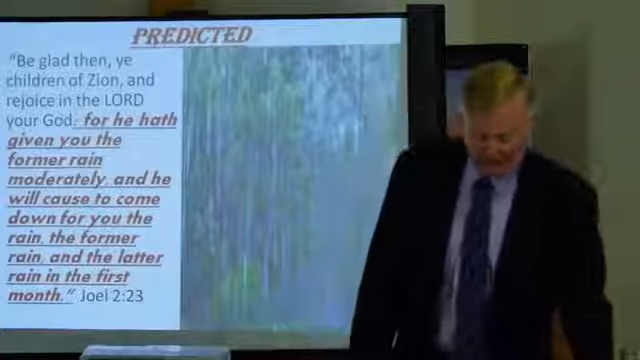 PREDICTED
"Be glad then, ye
children of Zion, and
rejoice in the LORD
your God: for he hath
given you the
former rain
moderately, and he
will cause to come
down for you the
rain, the former
rain, and the latter
rain in the first
month." Joel 2:23